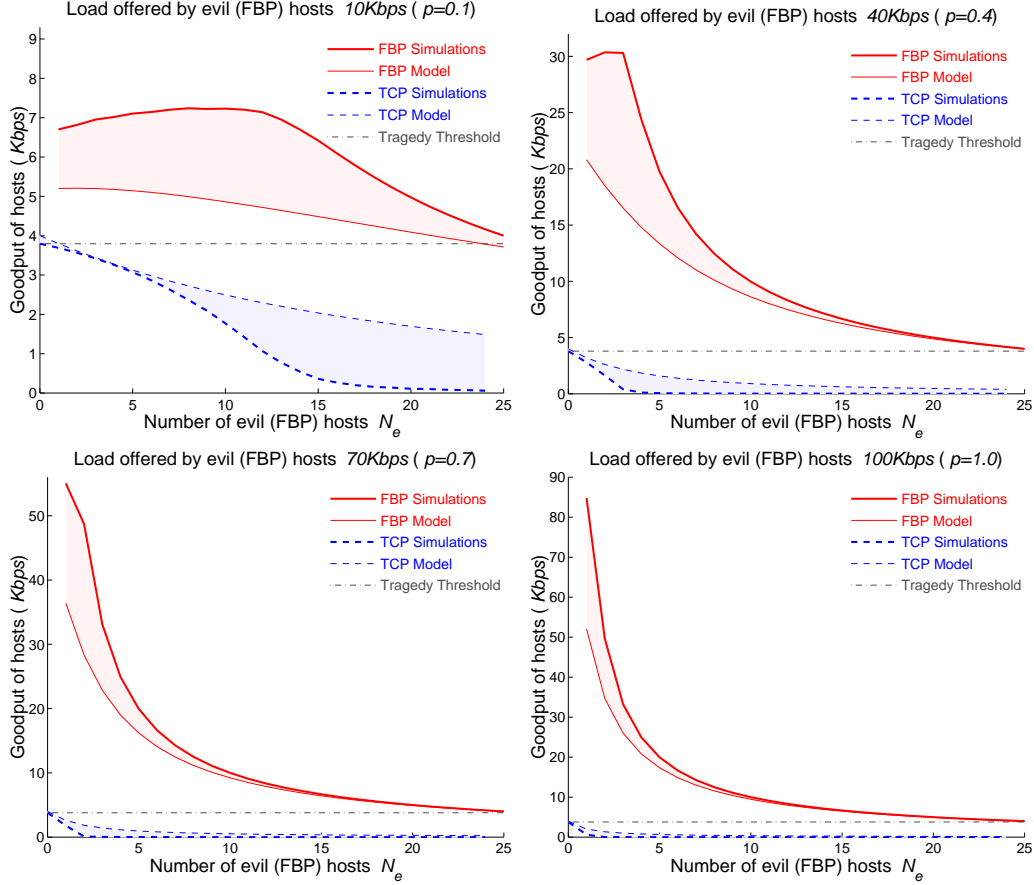 Load offered by evil (FBP) hosts 10Kbps ( p=0.1)
FBP Simulations
FBP Model
TCP Simulations
TCP Model
Tragedy Threshold
Goodput of hosts ( Kbps)
9
8
7
6
5
4
3
2
1
0
0 5 10 15 20 25
Number of evil (FBP) hosts N_e
Load offered by evil (FBP) hosts 40Kbps ( p=0.4)
FBP Simulations
FBP Model
TCP Simulations
TCP Model
Tragedy Threshold
Goodput of hosts ( Kbps)
30
25
20
15
10
5
0
0 5 10 15 20 25
Number of evil (FBP) hosts N_e
Load offered by evil (FBP) hosts 70Kbps ( p=0.7)
FBP Simulations
FBP Model
TCP Simulations
TCP Model
Tragedy Threshold
Goodput of hosts ( Kbps)
50
40
30
20
10
0
0 5 10 15 20 25
Number of evil (FBP) hosts N_e
Load offered by evil (FBP) hosts 100Kbps ( p=1.0)
FBP Simulations
FBP Model
TCP Simulations
TCP Model
Tragedy Threshold
Goodput of hosts ( Kbps)
90
80
70
60
50
40
30
20
10
0
0 5 10 15 20 25
Number of evil (FBP) hosts N_e